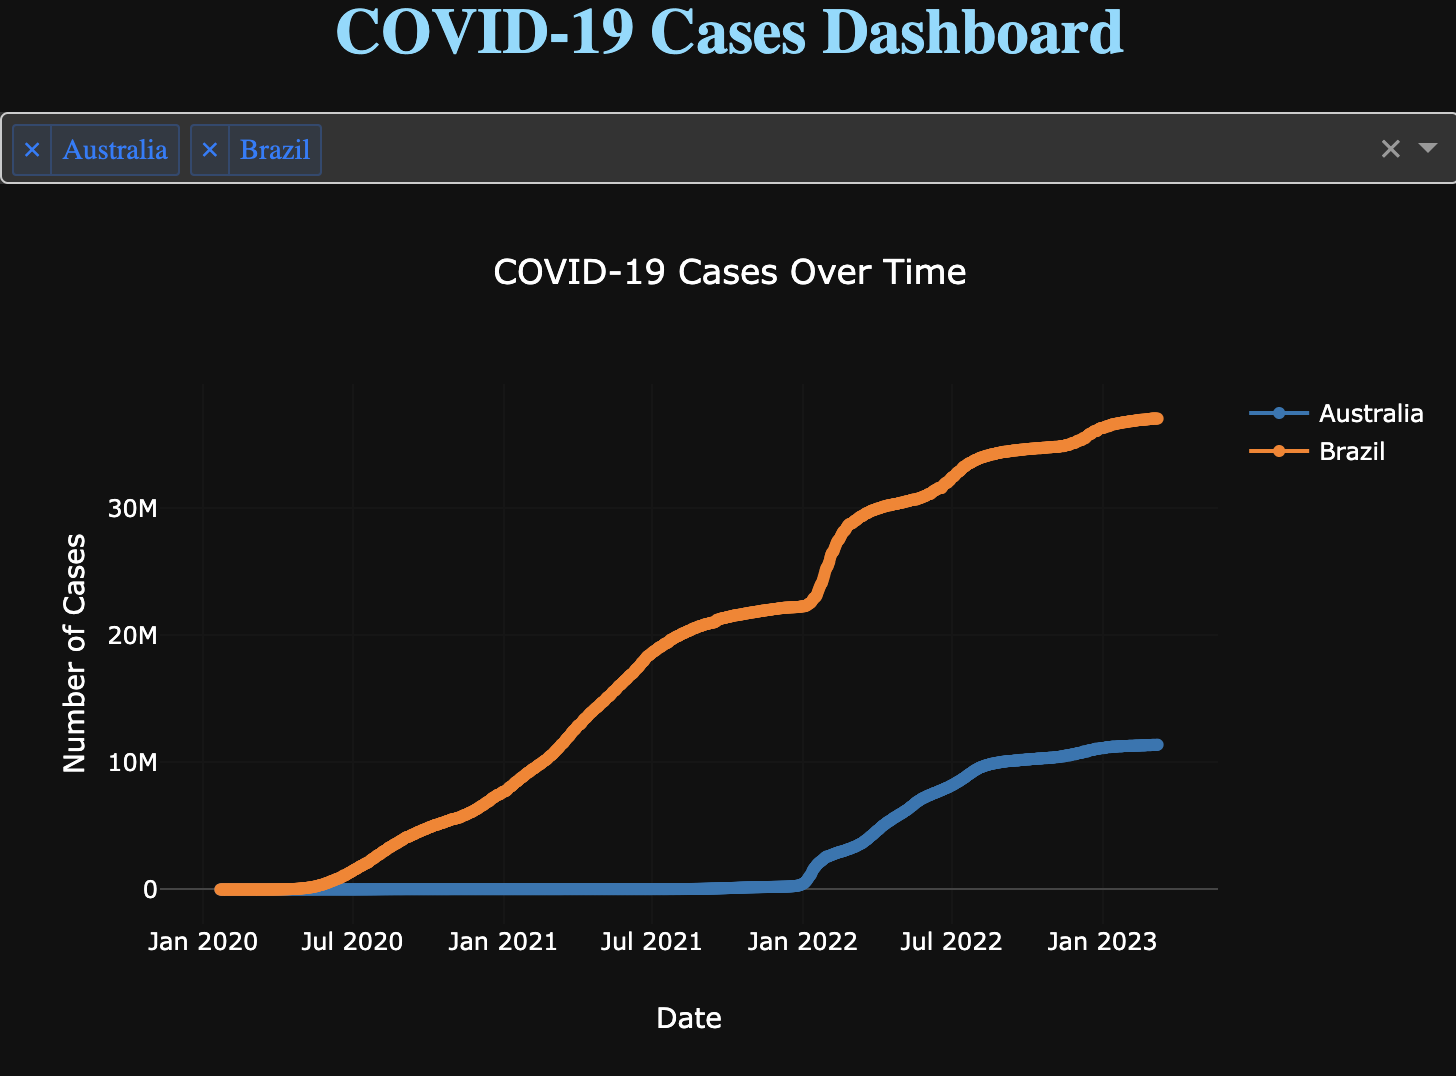 COVID-19 Cases Dashboard
× Australia × Brazil ×
COVID-19 Cases Over Time
Australia
Brazil
Number of Cases
30M
20M
10M
0
Jan 2020 Jul 2020 Jan 2021 Jul 2021 Jan 2022 Jul 2022 Jan 2023
Date